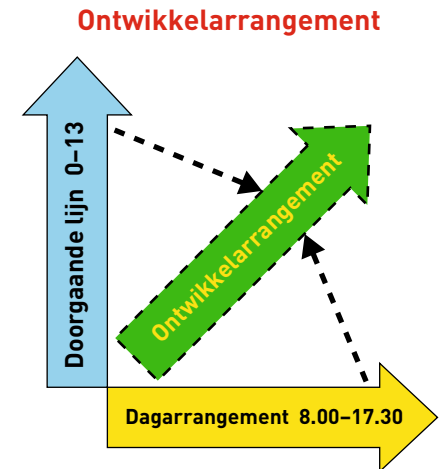 Ontwikkelarrangement
Doorgaande lijn 0–13
Ontwikkelarrangement
Dagarrangement 8.00–17.30